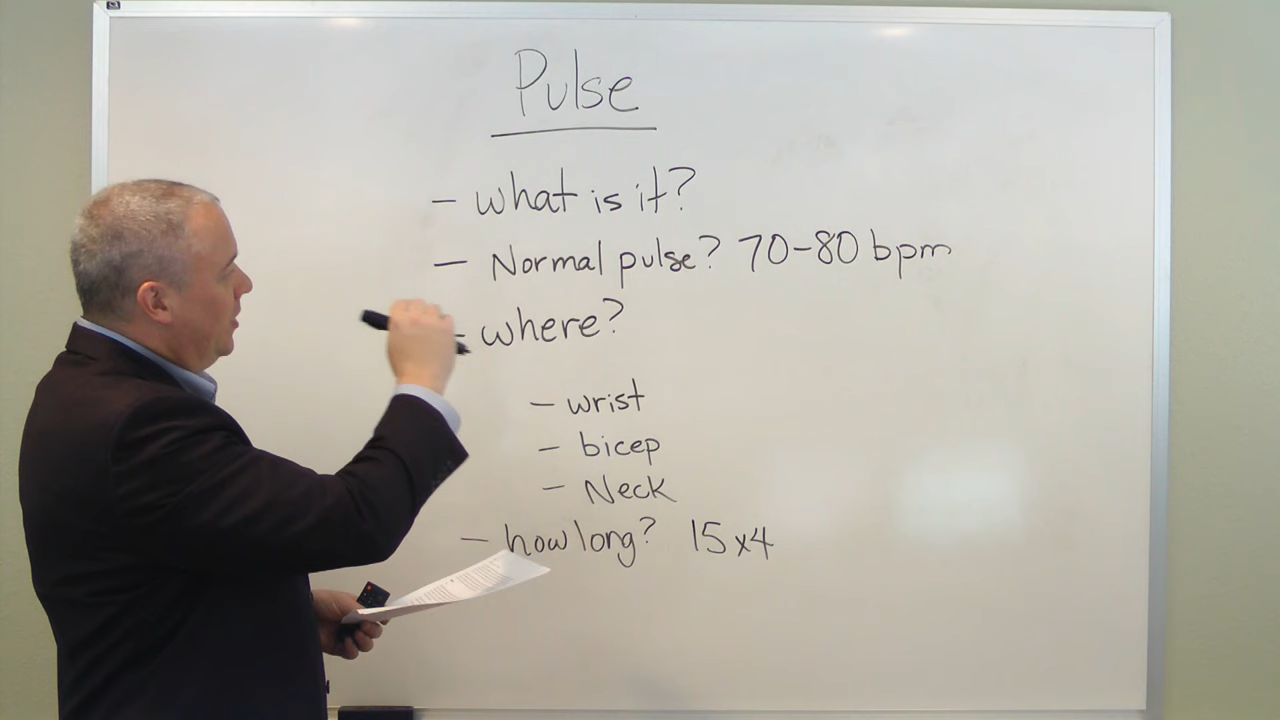 Pulse
- What is it?
- Normal pulse? 70-80 bpm
- where?
- wrist
- bicep
- Neck
- how long? 15x4